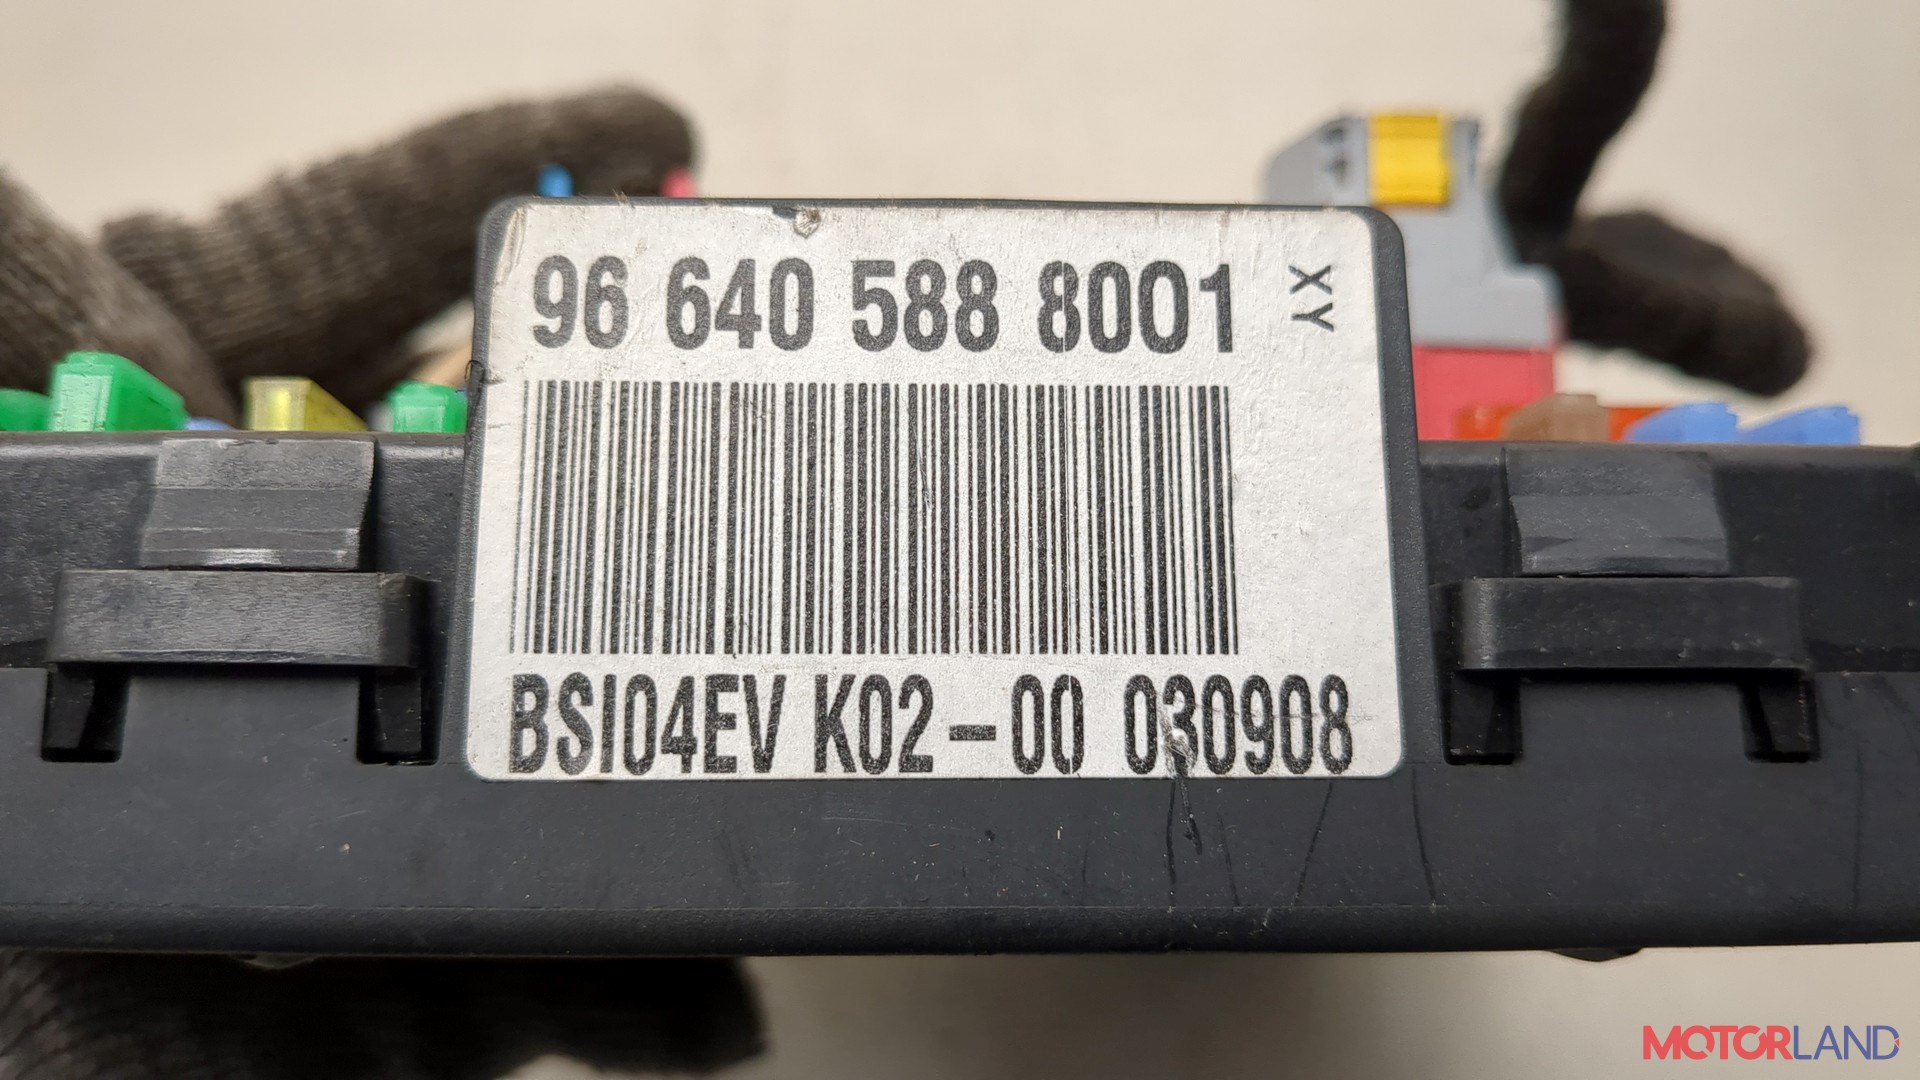 96 640 588 8001
XY
BSI04EV K02-00 030908
MOTORLAND